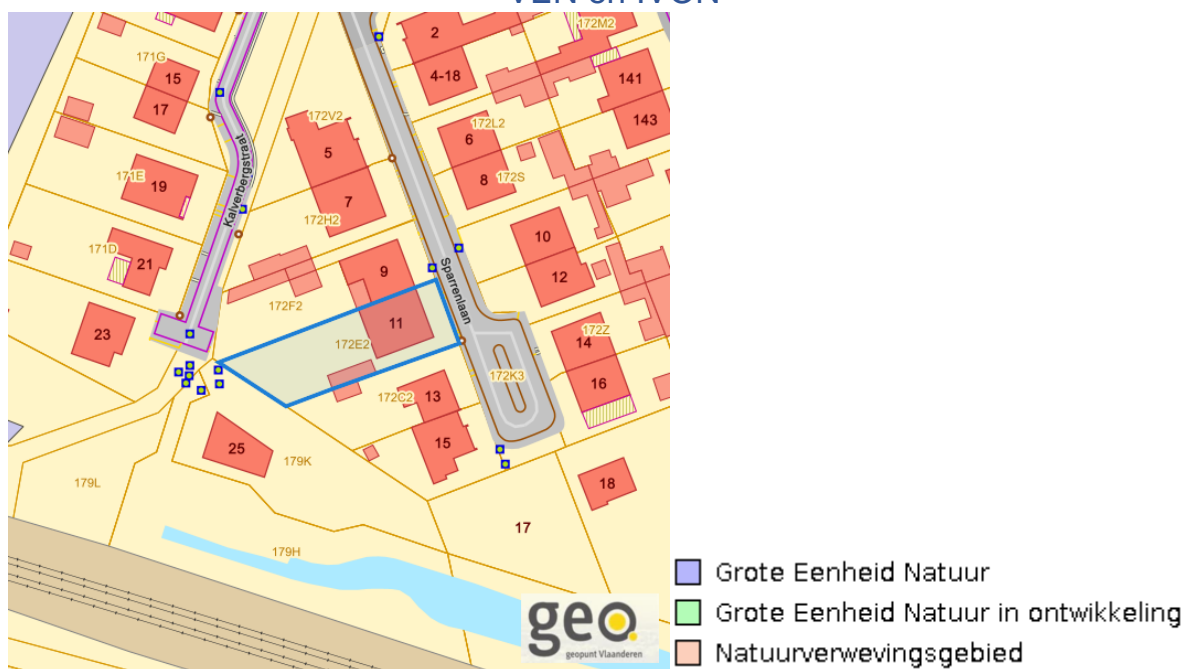 VEN en IVON
172M2
2
171G
15
4-18
141
17
172V2
172L2
143
5
6
Kalverbergstraat
8
172S
171E
19
7
172H2
10
171D
21
9
12
Sparrenlaan
172F2
23
11
172E2
172Z
14
172K3
16
172C2
13
15
25
179K
179L
18
17
179H
geo.
geopunt Vlaanderen
Grote Eenheid Natuur
Grote Eenheid Natuur in ontwikkeling
Natuurverwevingsgebied